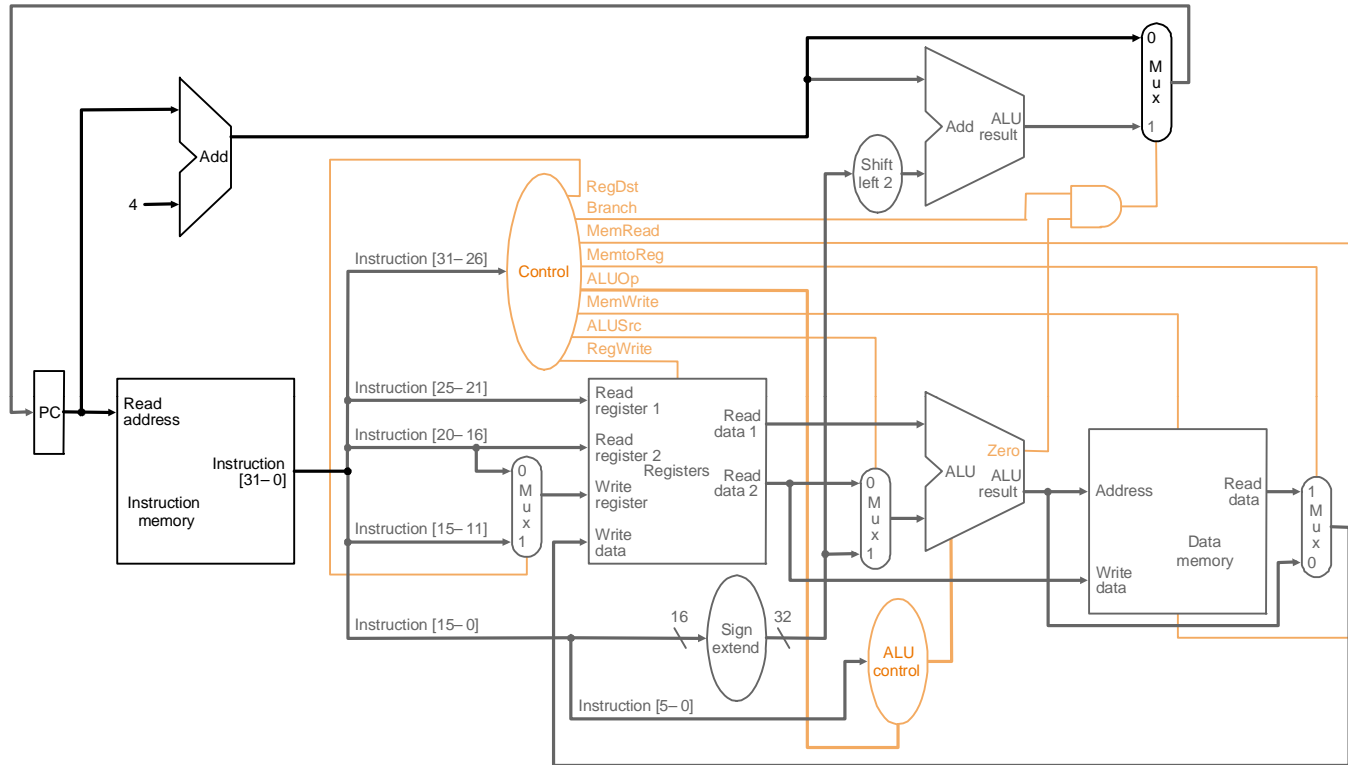 0
M
u
x
1
Add
ALU
result
Add
Shift
left 2
4
RegDst
Branch
MemRead
MemtoReg
ALUOp
MemWrite
ALUSrc
RegWrite
Control
Instruction [31–26]
PC
Read
address
Instruction
[31–0]
Instruction
memory
Instruction [25–21]
Instruction [20–16]
Instruction [15–11]
0
M
u
x
1
Read
register 1
Read
register 2
Write
register
Write
data
Registers
Read
data 1
Read
data 2
0
M
u
x
1
Zero
ALU
ALU
result
Address
Write
data
Read
data
Data
memory
1
M
u
x
0
Instruction [15–0]
16
Sign
extend
32
ALU
control
Instruction [5–0]